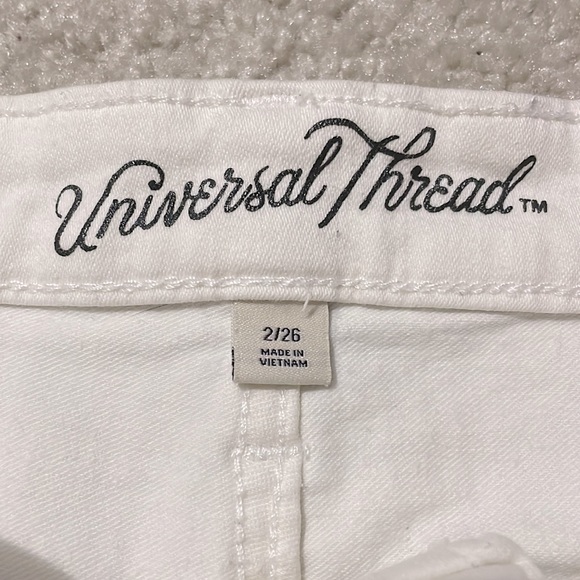 Universal Thread™
2/26
MADE IN
VIETNAM